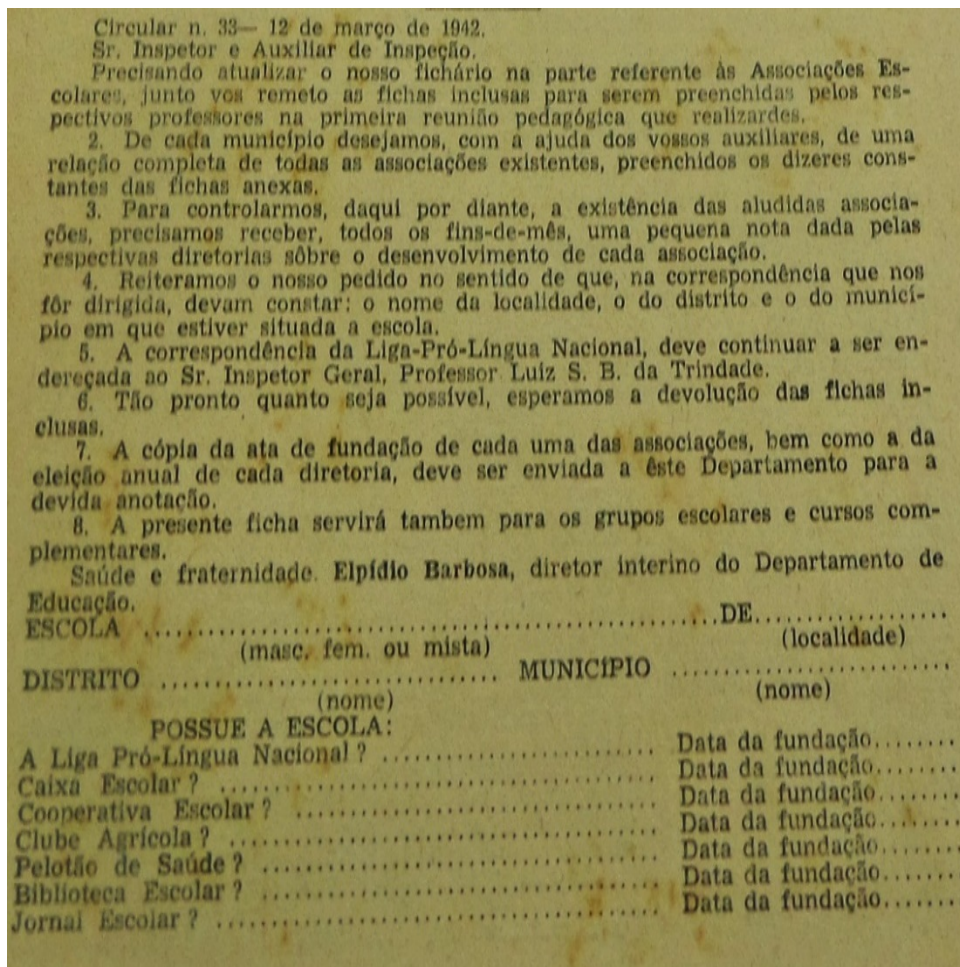 Circular n. 33— 12 de março de 1942.
Sr. Inspetor e Auxiliar de Inspeção.
Precisando atualizar o nosso fichário na parte referente às Associações Es-
colares, junto vos remeto as fichas inclusas para serem preenchidas pelos res-
pectivos professores na primeira reunião pedagógica que realizardes.
2. De cada município desejamos, com a ajuda dos vossos auxiliares, de uma
relação completa de todas as associações existentes, preenchidos os dizeres cons-
tantes das fichas anexas.
3. Para controlarmos, daqui por diante, a existência das aludidas associa-
ções, precisamos receber, todos os fins-de-mês, uma pequena nota dada pelas
respectivas diretorias sôbre o desenvolvimento de cada associação.
4. Reiteramos o nosso pedido no sentido de que, na correspondência que nos
fôr dirigida, devam constar: o nome da localidade, o do distrito e o do municí-
pio em que estiver situada a escola.
5. A correspondência da Liga-Pró-Língua Nacional, deve continuar a ser en-
dereçada ao Sr. Inspetor Geral, Professor Luiz S. B. da Trindade.
6. Tão pronto quanto seja possível, esperamos a devolução das fichas in-
clusas.
7. A cópia da ata de fundação de cada uma das associações, bem como a da
eleição anual de cada diretoria, deve ser enviada a êste Departamento para a
devida anotação.
8. A presente ficha servirá tambem para os grupos escolares e cursos com-
plementares.
Saúde e fraternidade. Elpídio Barbosa, diretor interino do Departamento de
Educação.
ESCOLA ..................................................DE...................
(masc. fem. ou mista) (localidade)
DISTRITO ................................ MUNICÍPIO ..........................
(nome) (nome)
POSSUE A ESCOLA:
A Liga Pró-Língua Nacional ? ........................... Data da fundação........
Caixa Escolar ? ................................... Data da fundação........
Cooperativa Escolar ? ................................... Data da fundação........
Clube Agrícola ? ........................................ Data da fundação........
Pelotão de Saúde ? ..................................... Data da fundação........
Biblioteca Escolar ? ..................................... Data da fundação........
Jornal Escolar ? .......................................... Data da fundação........